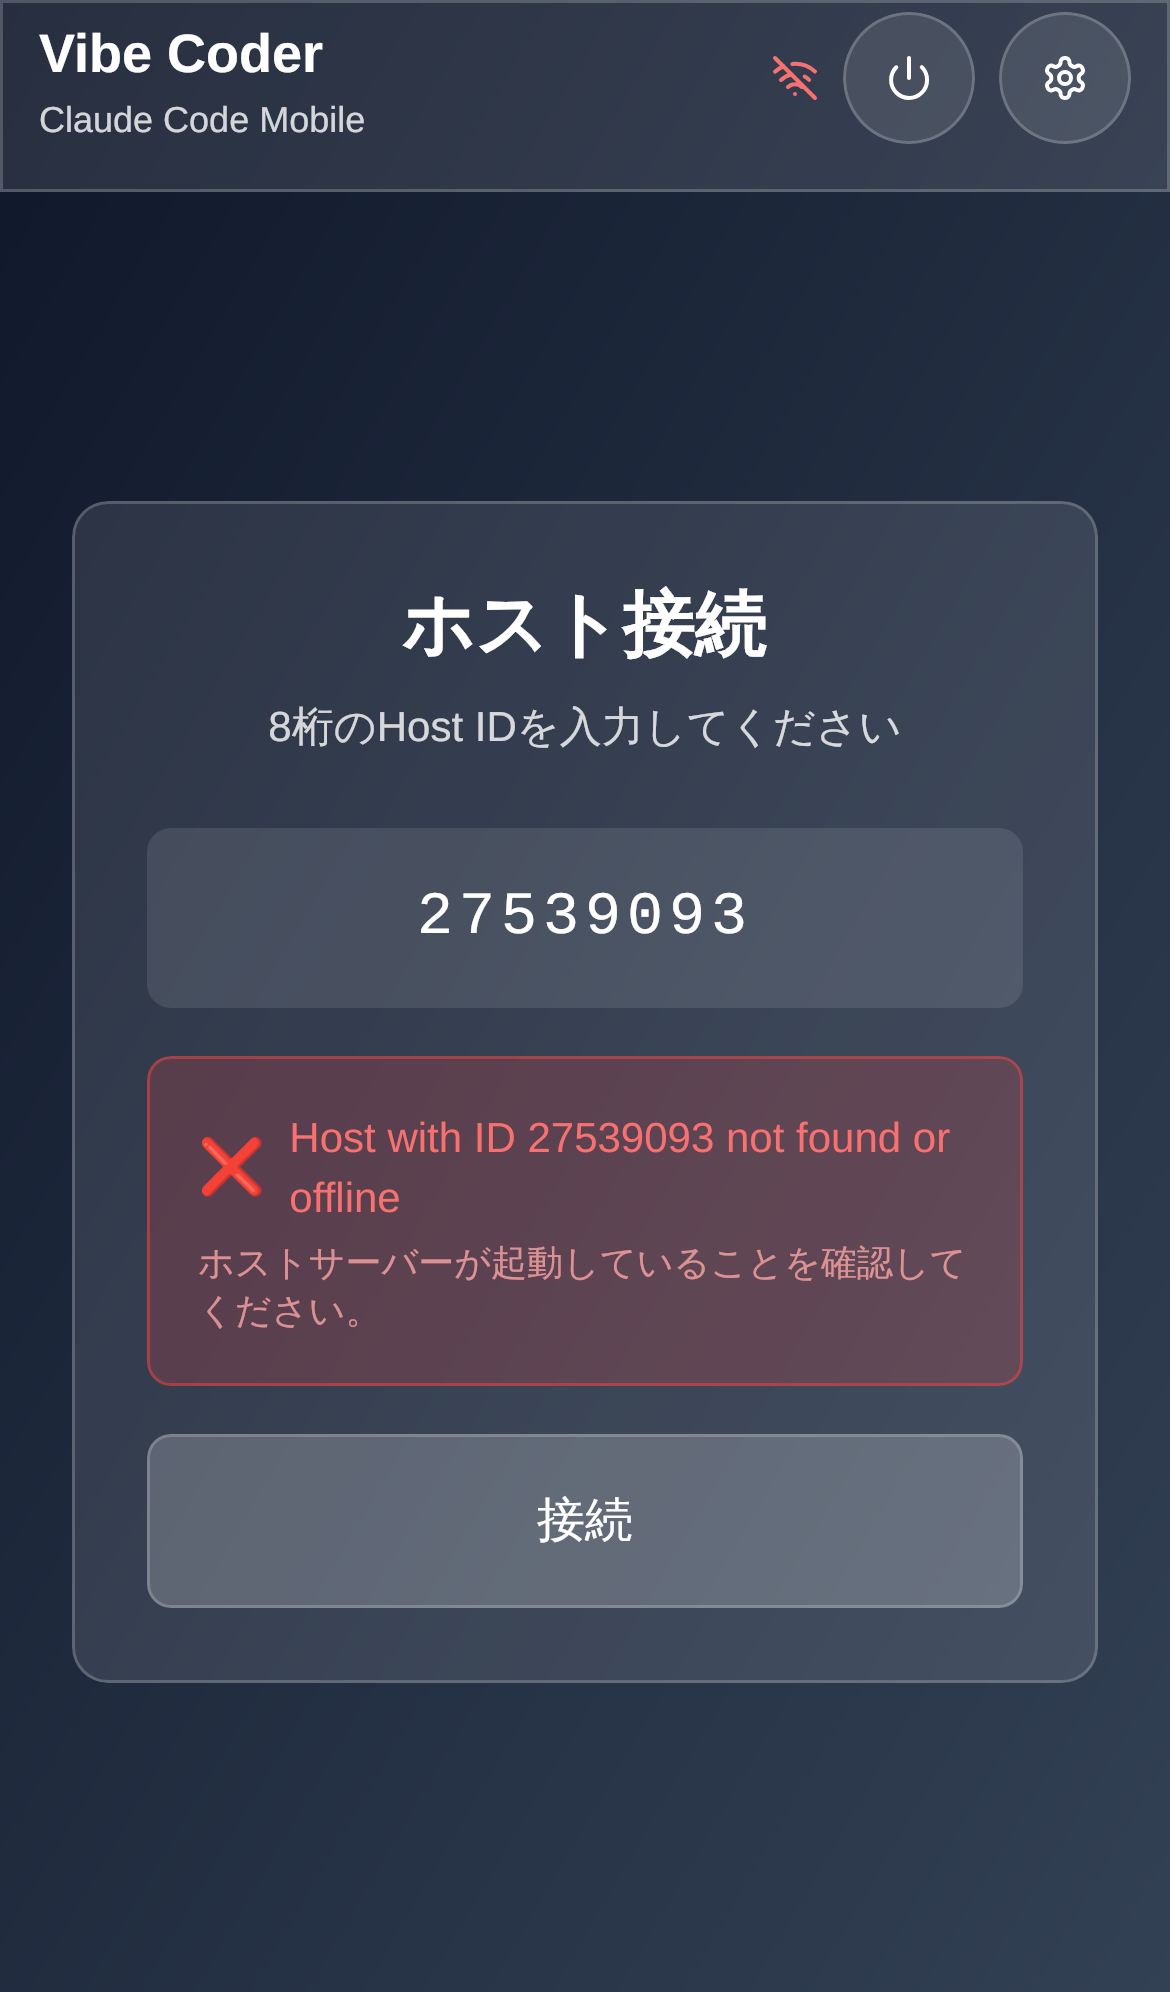 Vibe Coder
Claude Code Mobile
ホスト接続
8桁のHost IDを入力してください
27539093
Host with ID 27539093 not found or
offline
ホストサーバーが起動していることを確認して
ください。
接続